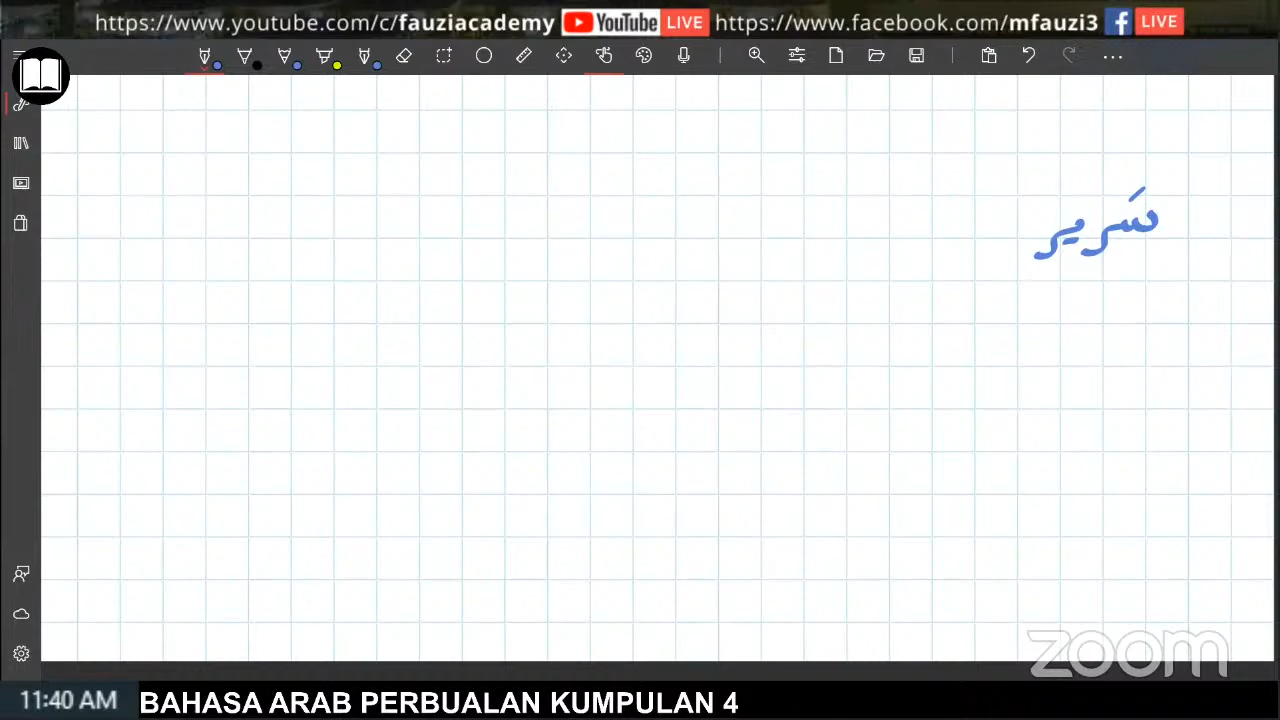 https://www.youtube.com/c/fauziacademy YouTube LIVE https://www.facebook.com/mfauzi3 f LIVE
سَرير
zoom
11:40 AM BAHASA ARAB PERBUALAN KUMPULAN 4